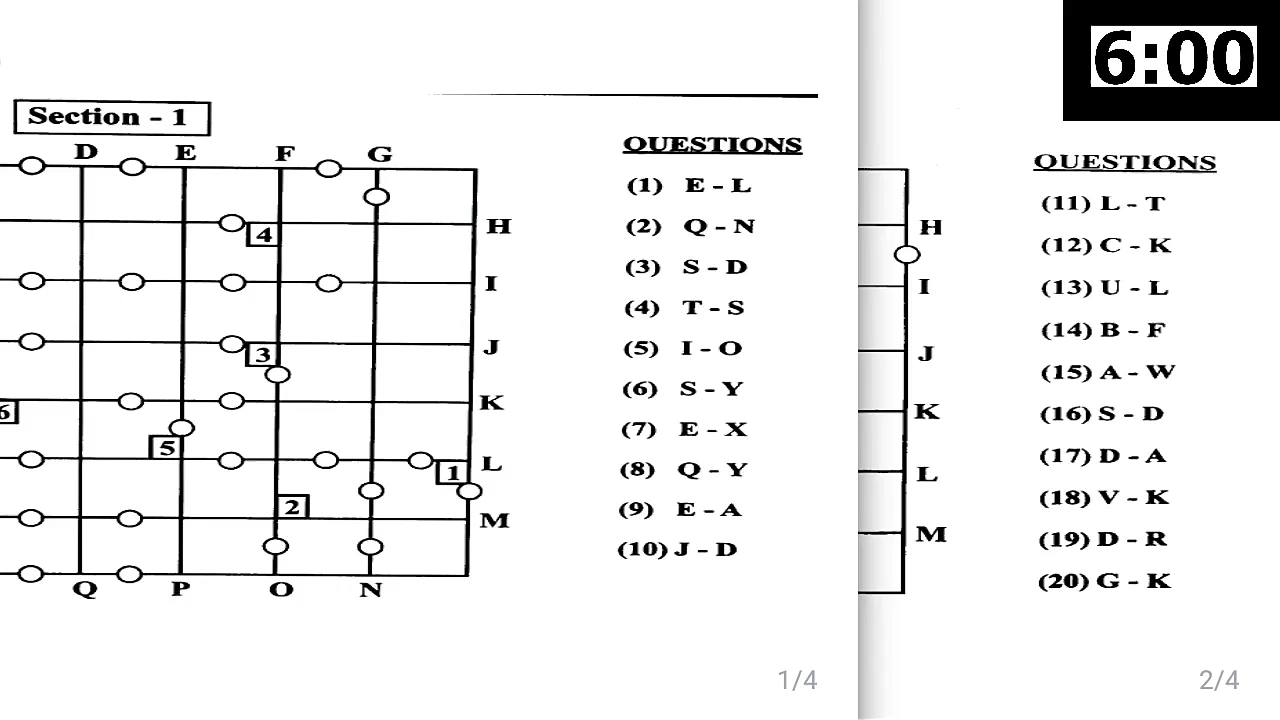 6:00
Section - 1
D E F G
QUESTIONS
(1) E - L
(2) Q - N
(3) S - D
(4) T - S
(5) I - O
(6) S - Y
(7) E - X
(8) Q - Y
(9) E - A
(10) J - D
4
H
I
3
J
6
K
5
1
L
2
M
Q P O N
1/4
QUESTIONS
(11) L - T
(12) C - K
(13) U - L
(14) B - F
(15) A - W
(16) S - D
(17) D - A
(18) V - K
(19) D - R
(20) G - K
H
I
J
K
L
M
2/4